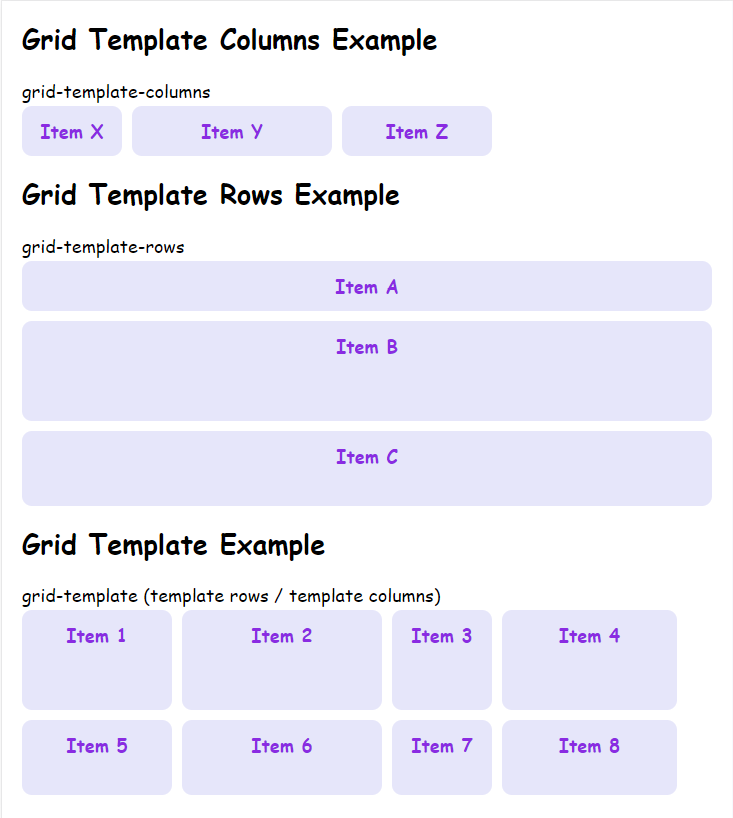 Grid Template Columns Example
grid-template-columns
Item X Item Y Item Z
Grid Template Rows Example
grid-template-rows
Item A
Item B
Item C
Grid Template Example
grid-template (template rows / template columns)
Item 1 Item 2 Item 3 Item 4
Item 5 Item 6 Item 7 Item 8